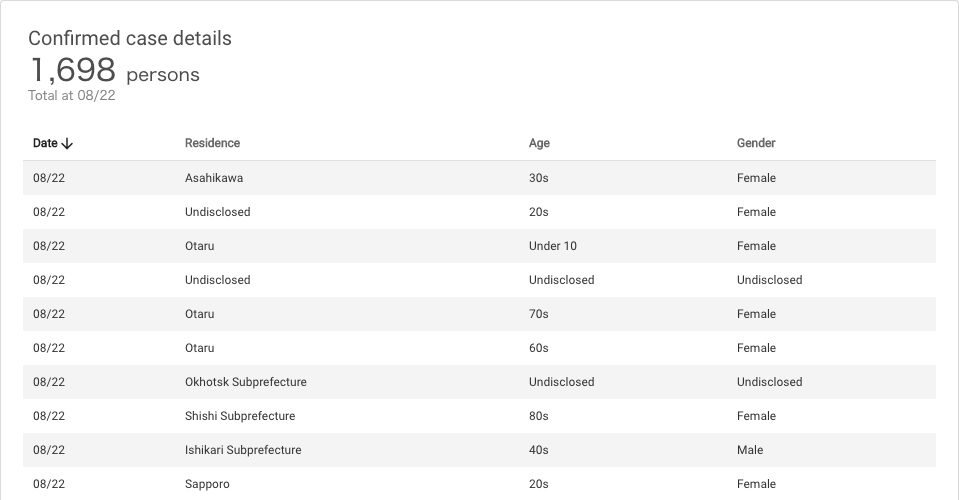 Confirmed case details
1,698 persons
Total at 08/22
Date Residence Age Gender
08/22 Asahikawa 30s Female
08/22 Undisclosed 20s Female
08/22 Otaru Under 10 Female
08/22 Undisclosed Undisclosed Undisclosed
08/22 Otaru 70s Female
08/22 Otaru 60s Female
08/22 Okhotsk Subprefecture Undisclosed Undisclosed
08/22 Shishi Subprefecture 80s Female
08/22 Ishikari Subprefecture 40s Male
08/22 Sapporo 20s Female